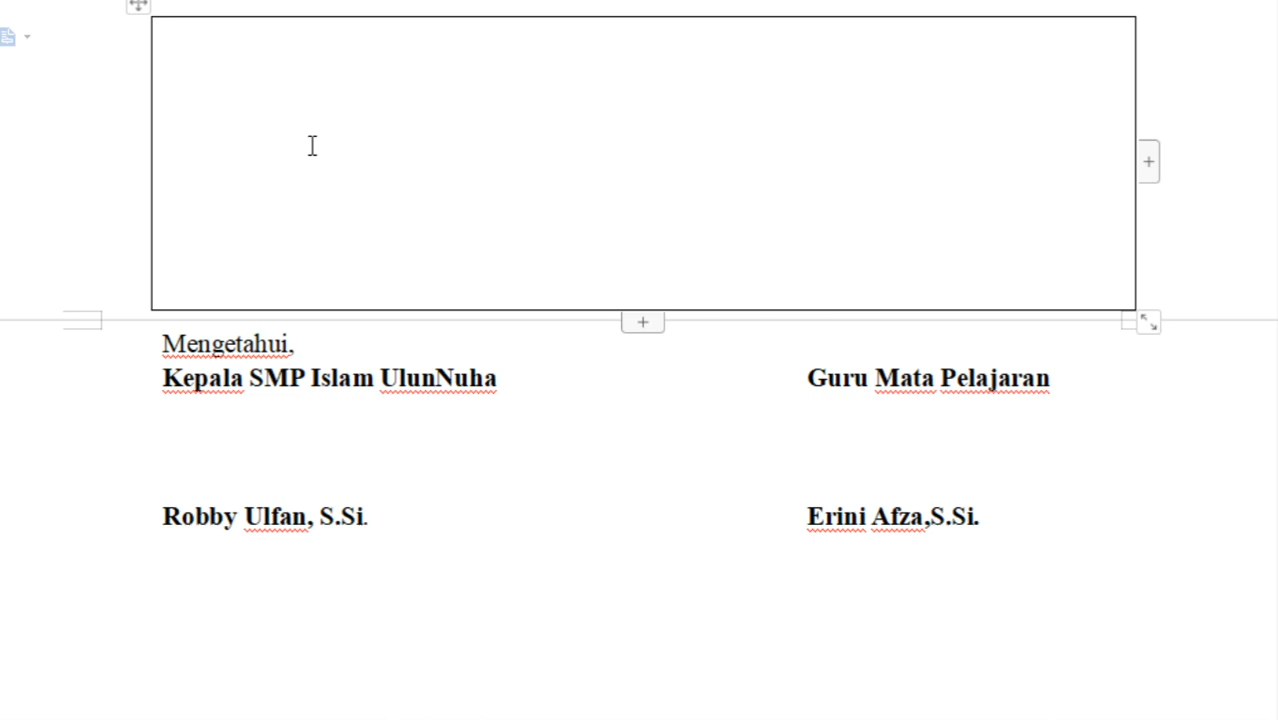 Mengetahui,
Kepala SMP Islam UlunNuha Guru Mata Pelajaran
Robby Ulfan, S.Si. Erini Afza,S.Si.